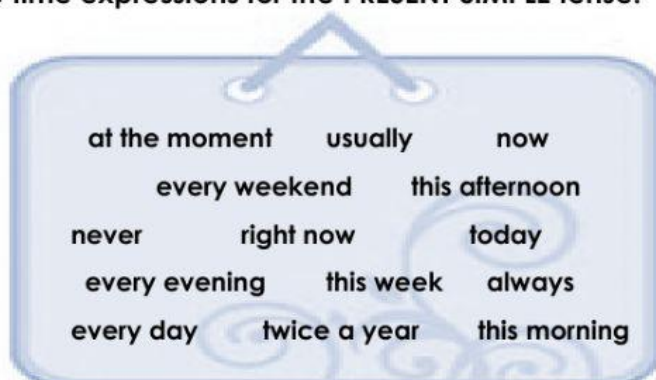 time expressions for the PRESENT SIMPLE tense.
at the moment usually now
every weekend this afternoon
never right now today
every evening this week always
every day twice a year this morning